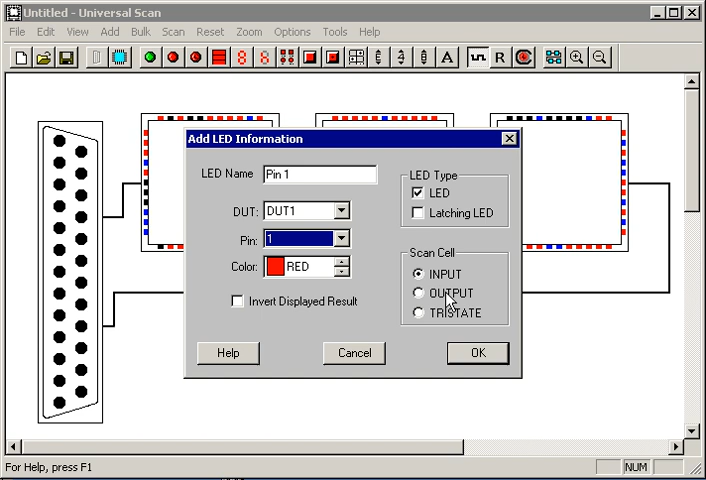 Untitled - Universal Scan
File Edit View Add Bulk Scan Reset Zoom Options Tools Help
A R
Add LED Information
LED Name Pin 1
DUT: DUT1
Pin: 1
Color: RED
Invert Displayed Result
LED Type
LED
Latching LED
Scan Cell
INPUT
OUTPUT
TRISTATE
Help Cancel OK
For Help, press F1 NUM